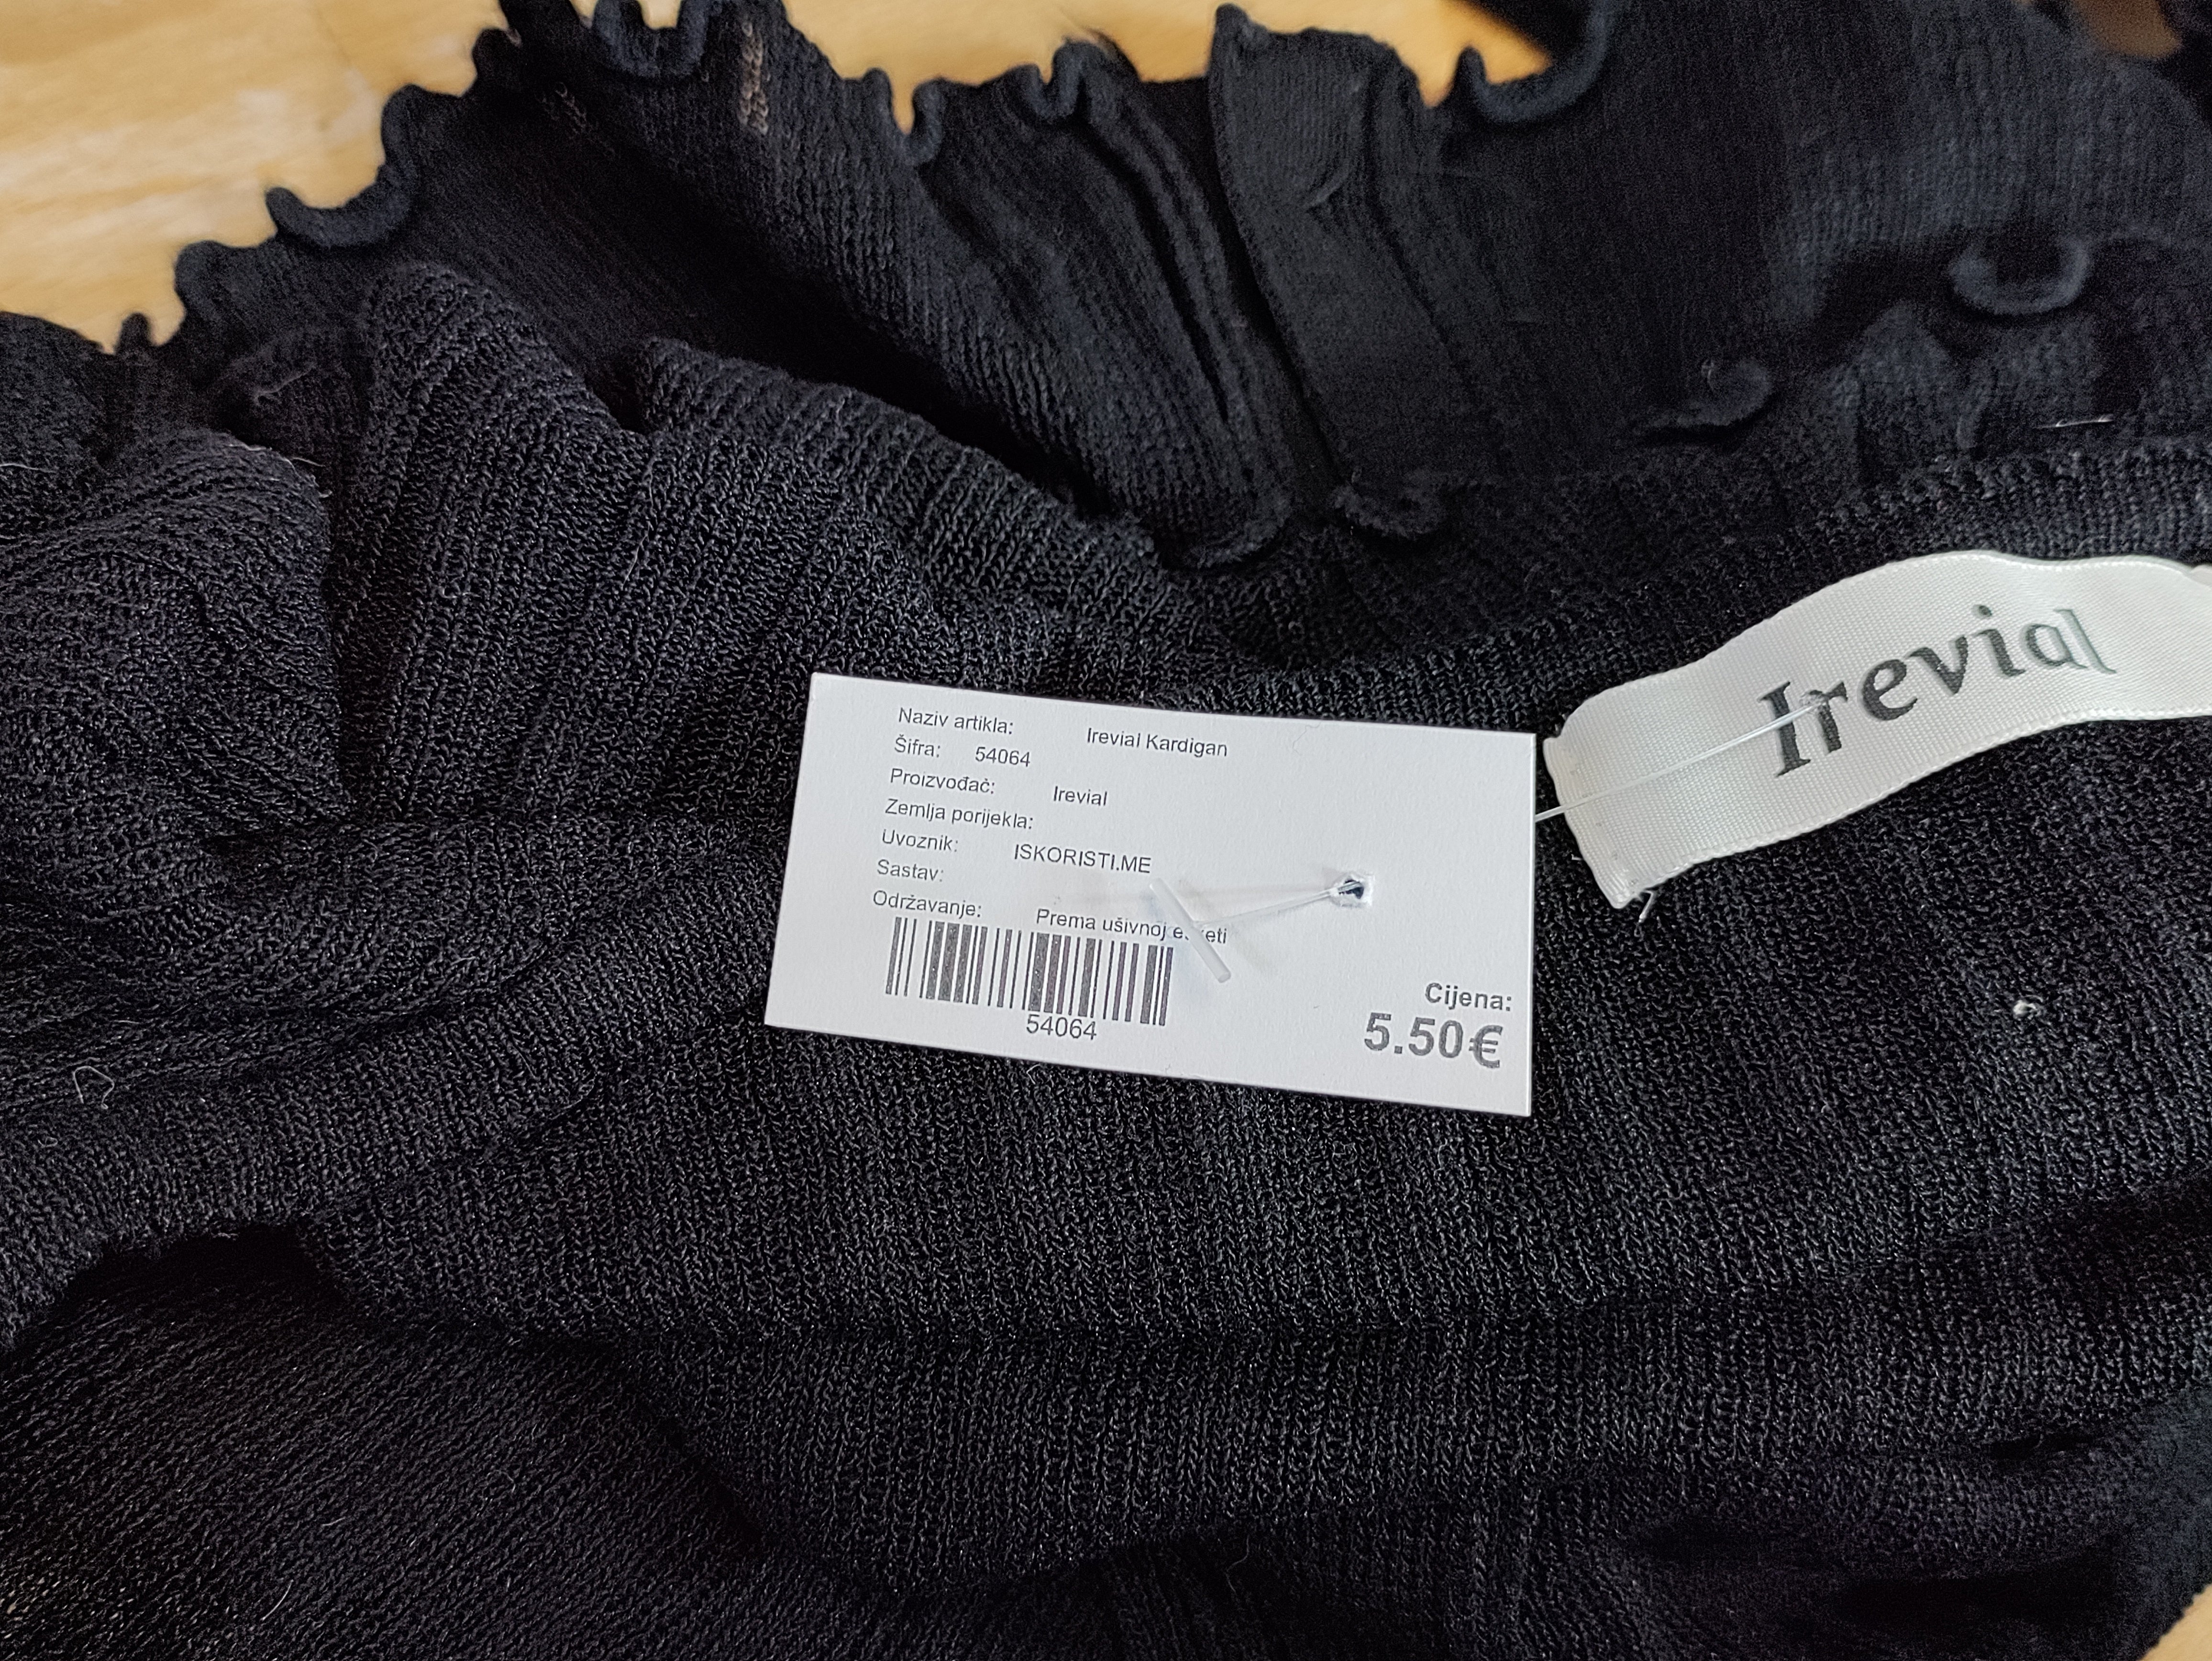 Irevial
Naziv artikla: Irevial Kardigan
Šifra: 54064
Proizvođač: Irevial
Zemlja porijekla:
Uvoznik: ISKORISTI.ME
Sastav:
Održavanje: Prema ušivnoj
54064
Cijena:
5.50€